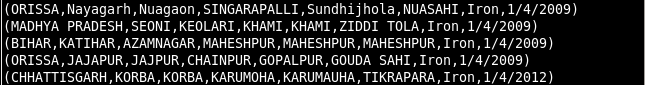 (ORISSA,Nayagarh,Nuagaon,SINGARAPALLI,Sundhijhola,NUASAHI,Iron,1/4/2009)
(MADHYA PRADESH,SEONI,KEOLARI,KHAMI,KHAMI,ZIDDI TOLA,Iron,1/4/2009)
(BIHAR,KATIHAR,AZAMNAGAR,MAHESHPUR,MAHESHPUR,MAHESHPUR,Iron,1/4/2009)
(ORISSA,JAJAPUR,JAJPUR,CHAINPUR,GOPALPUR,GOUDA SAHI,Iron,1/4/2009)
(CHHATTISGARH,KORBA,KORBA,KARUMOHA,KARUMAUHA,TIKRAPARA,Iron,1/4/2012)